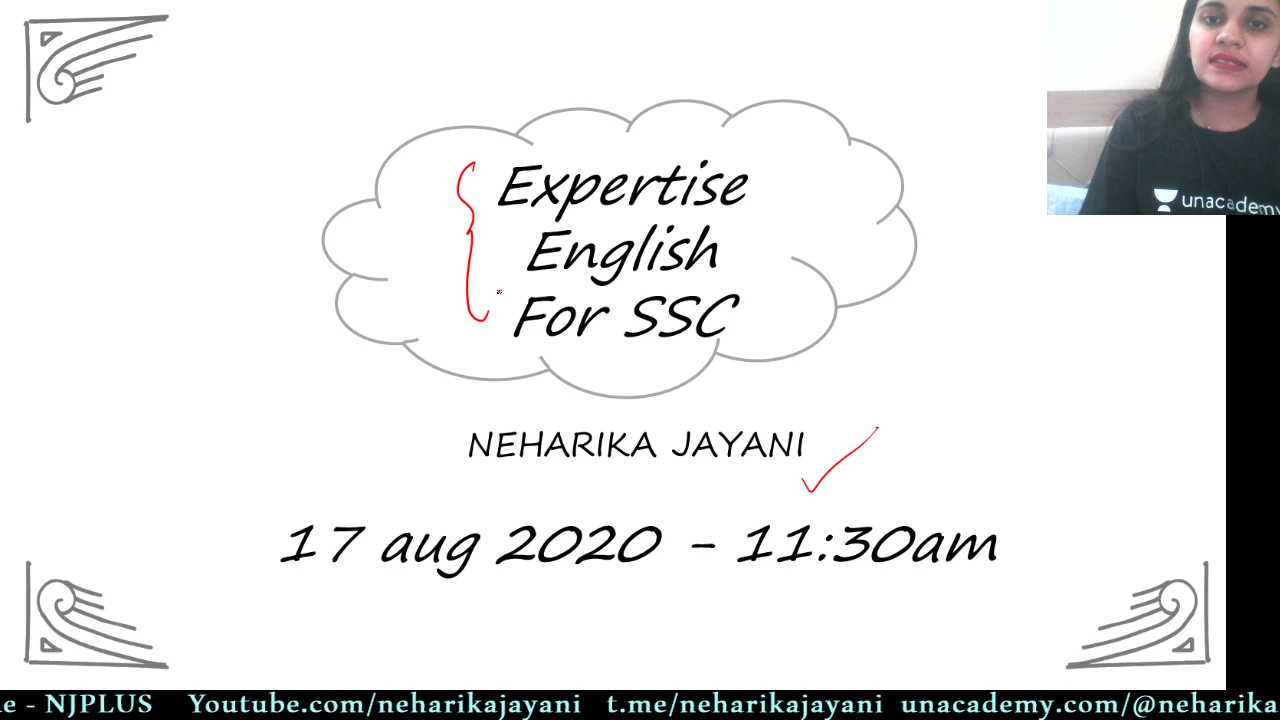 unacademy
Expertise
English
For SSC
NEHARIKA JAYANI
17 aug 2020 - 11:30am
e - NJPLUS Youtube.com/neharikajayani t.me/neharikajayani unacademy.com/@neharika